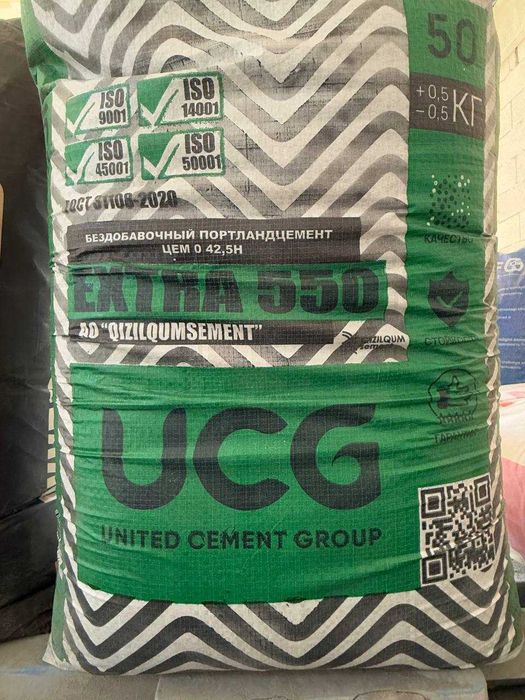 50
+0,5
-0,5 КГ
ISO 9001
ISO 14001
ISO 45001
ISO 50001
ГОСТ 31108-2020
БЕЗДОБАВОЧНЫЙ ПОРТЛАНДЦЕМЕНТ
ЦЕМ 0 42,5Н
КАЧЕСТВО
EXTRA 550
АО "QIZILQUMSEMENT"
QIZILQUM
UCG
UNITED CEMENT GROUP